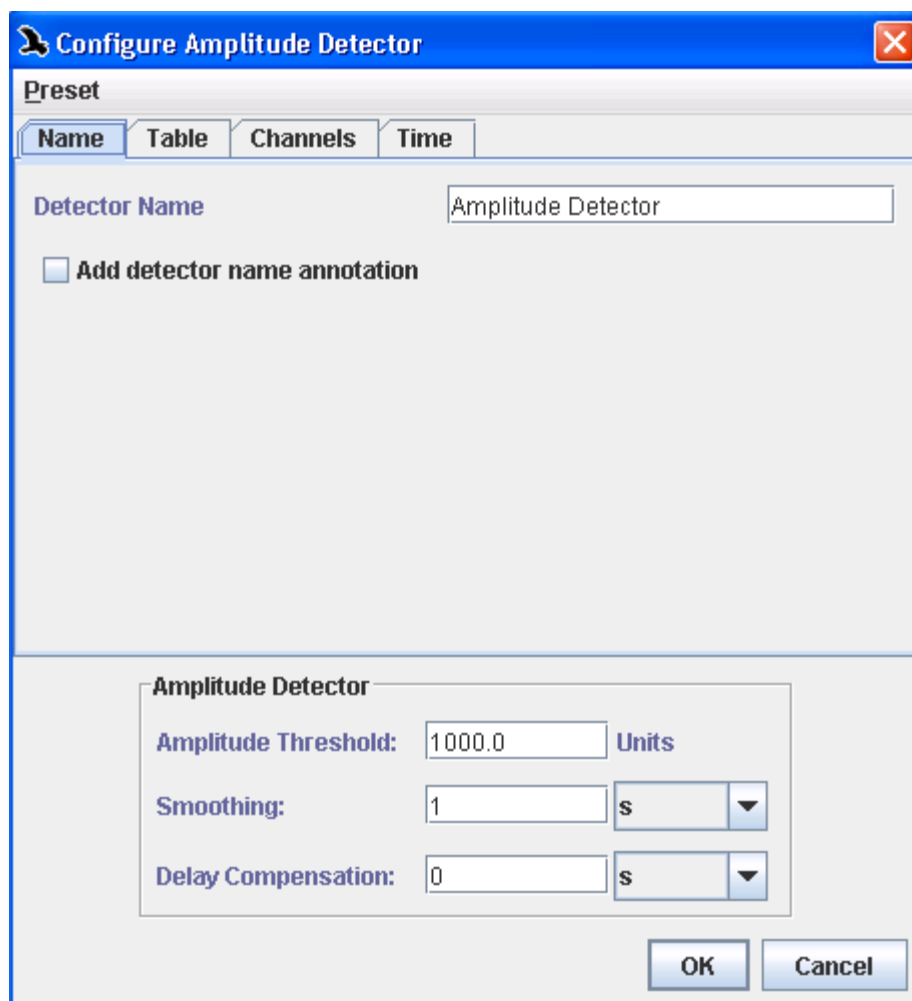 Configure Amplitude Detector
Preset
Name Table Channels Time
Detector Name Amplitude Detector
Add detector name annotation
Amplitude Detector
Amplitude Threshold: 1000.0 Units
Smoothing: 1 s
Delay Compensation: 0 s
OK Cancel